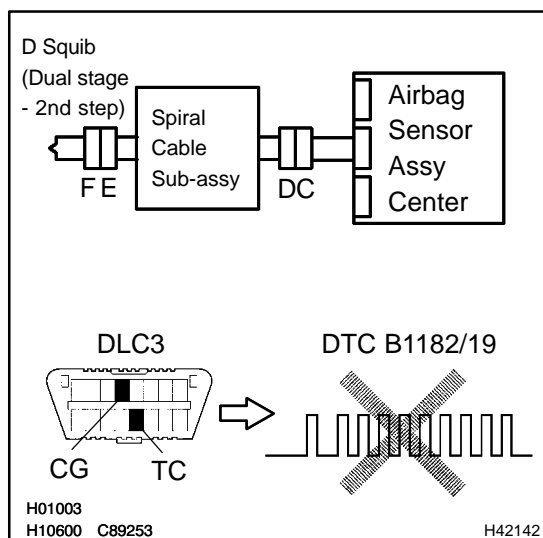 D Squib
(Dual stage
- 2nd step)
Spiral
Cable
Sub-assy
Airbag
Sensor
Assy
Center
F E
D C
DLC3
DTC B1182/19
CG
TC
H01003
H10600 C89253
H42142